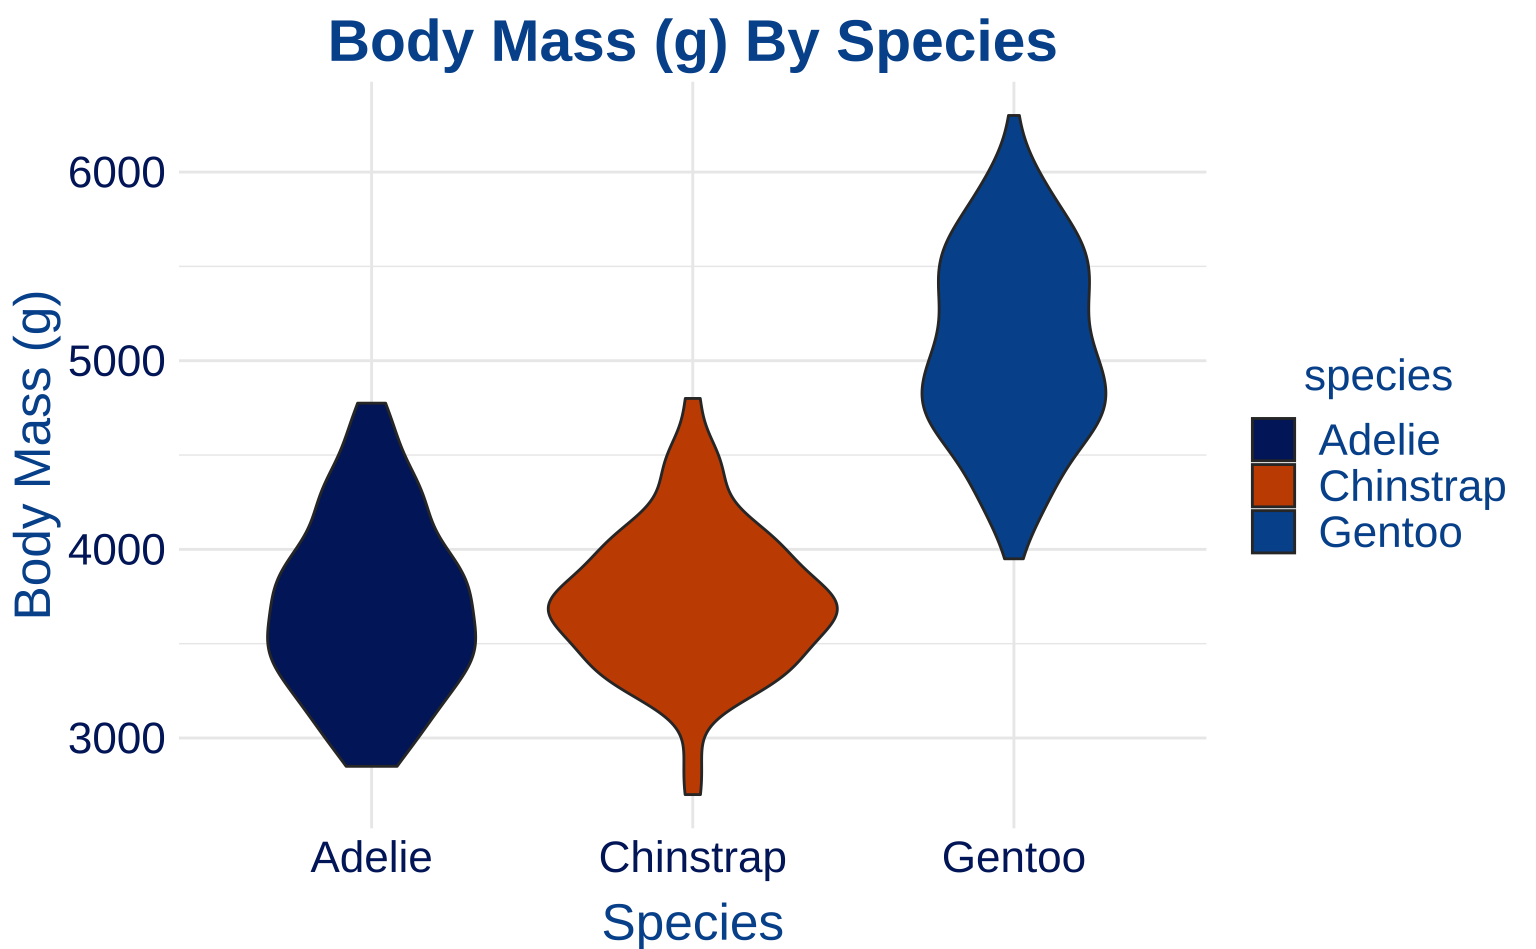 Body Mass (g) By Species
Body Mass (g)
6000
5000
4000
3000
Adelie Chinstrap Gentoo
Species
species
Adelie
Chinstrap
Gentoo